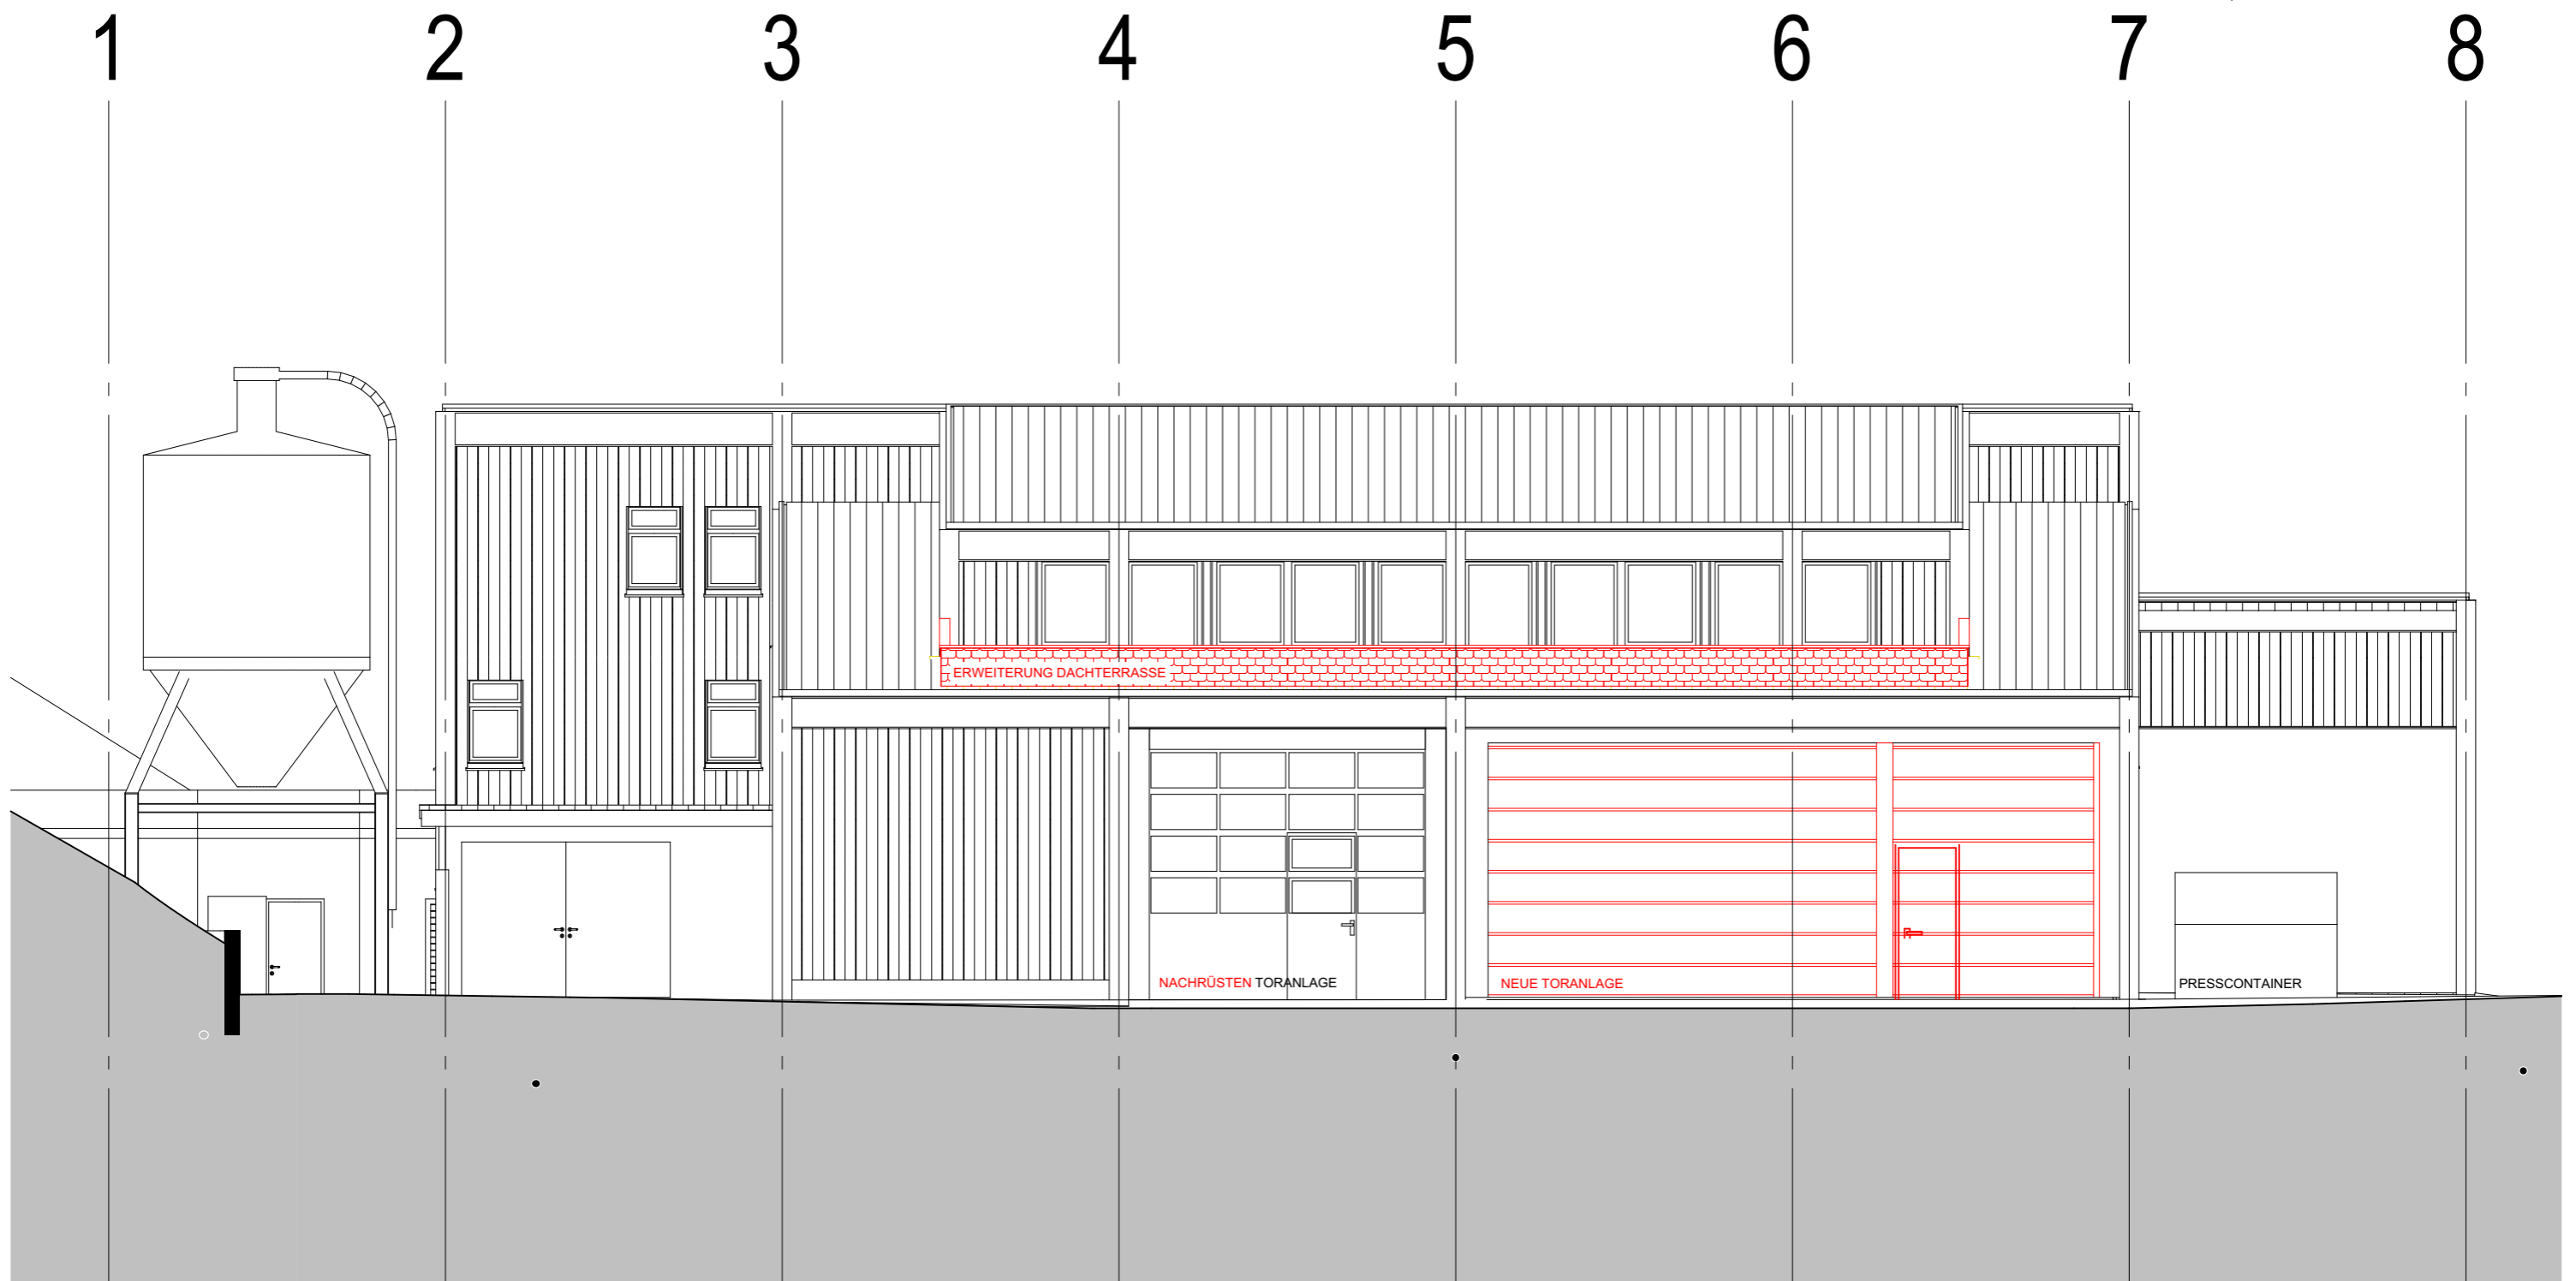 1 2 3 4 5 6 7 8
ERWEITERUNG DACHTERRASSE
NACHRÜSTEN TORANLAGE
NEUE TORANLAGE
PRESSCONTAINER